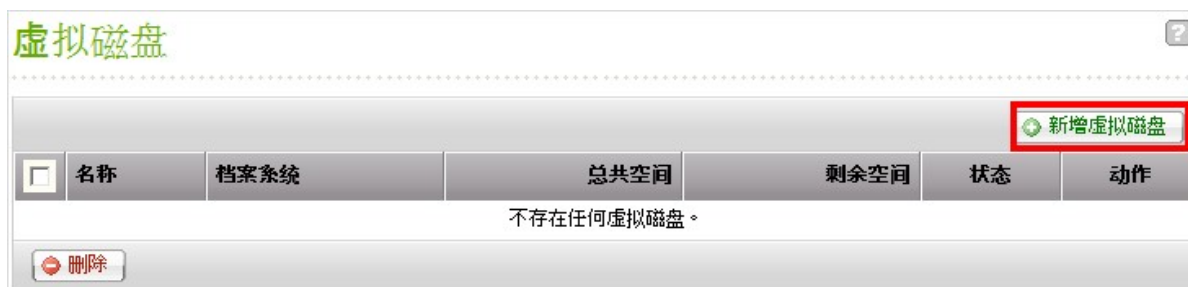 虚拟磁盘
?
新增虚拟磁盘
名称 档案系统 总共空间 剩余空间 状态 动作
不存在任何虚拟磁盘。
删除